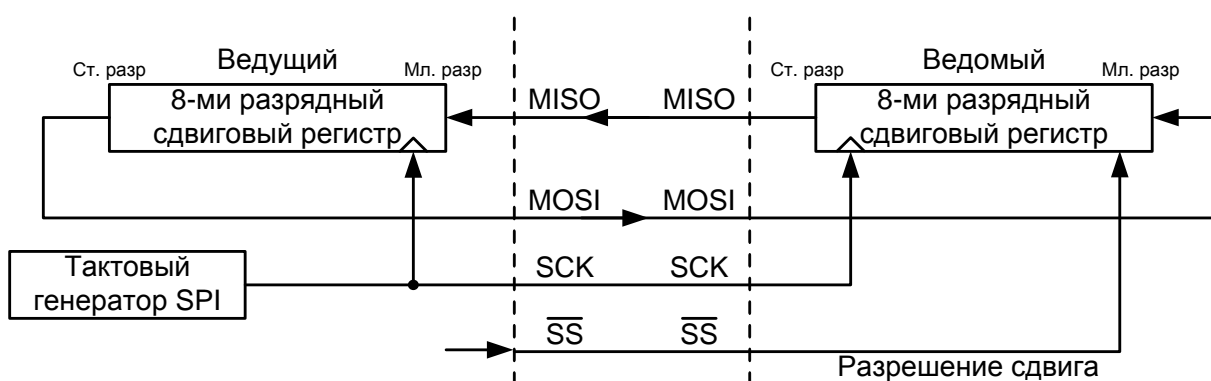 Ведущий
Ведомый
Ст. разр
Мл. разр
Ст. разр
Мл. разр
8-ми разрядный
сдвиговый регистр
MISO
MISO
8-ми разрядный
сдвиговый регистр
MOSI
MOSI
Тактовый
генератор SPI
SCK
SCK
SS
SS
Разрешение сдвига